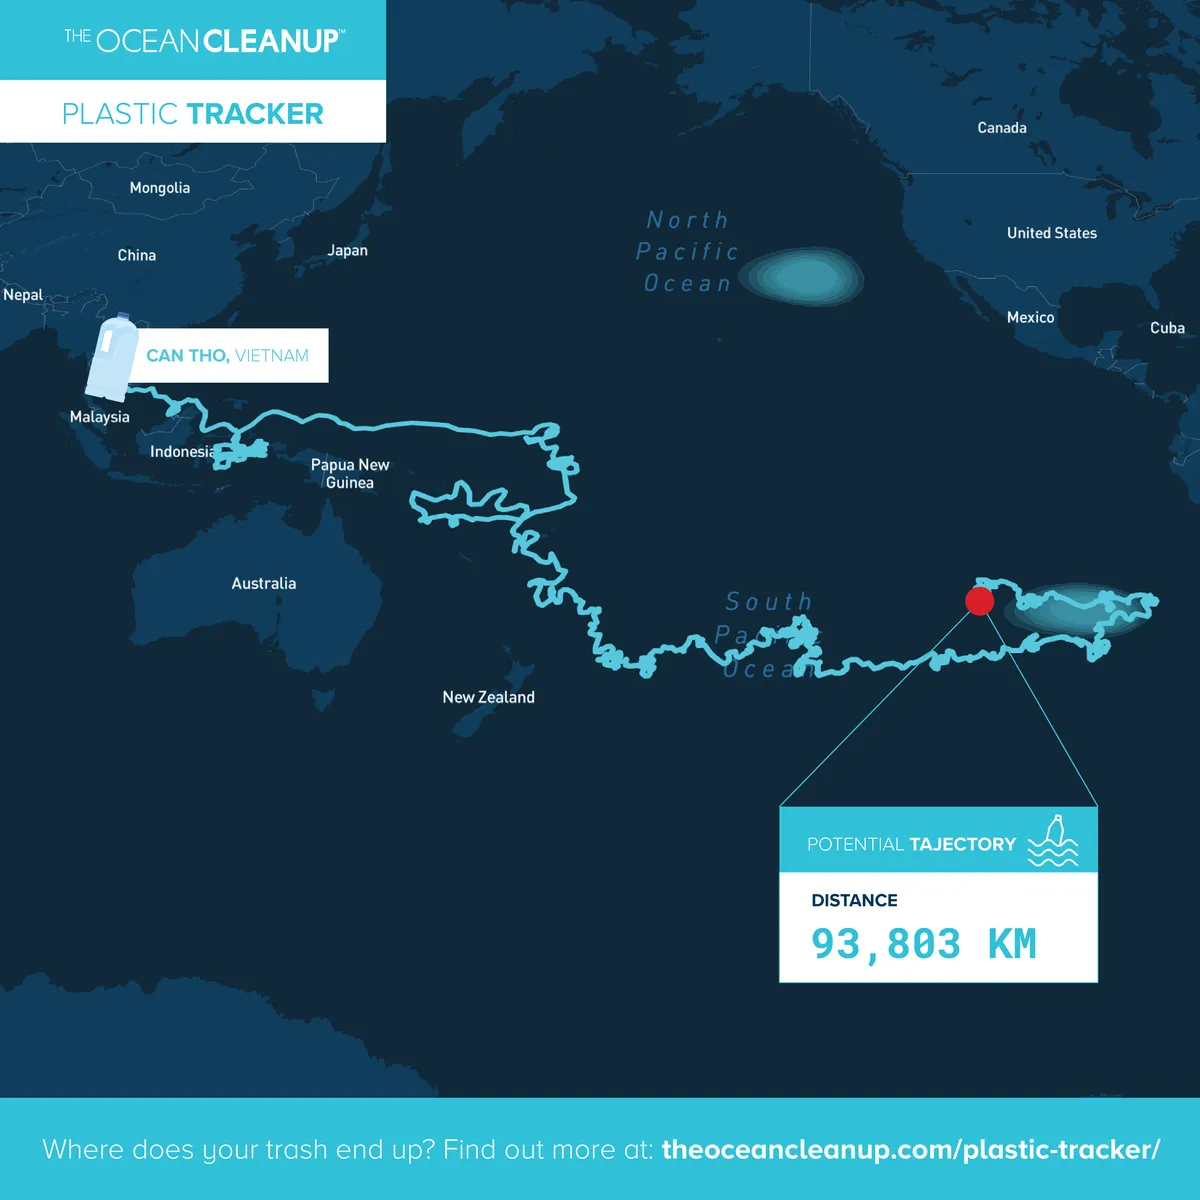 THE OCEAN CLEANUP™
PLASTIC TRACKER
Canada
Mongolia
North
Pacific
Ocean
United States
China
Japan
Nepal
Mexico
Cuba
CAN THO, VIETNAM
Malaysia
Indonesia
Papua New
Guinea
Australia
South
Pacific
Ocean
New Zealand
POTENTIAL TAJECTORY
DISTANCE
93,803 KM
Where does your trash end up? Find out more at: theoceancleanup.com/plastic-tracker/